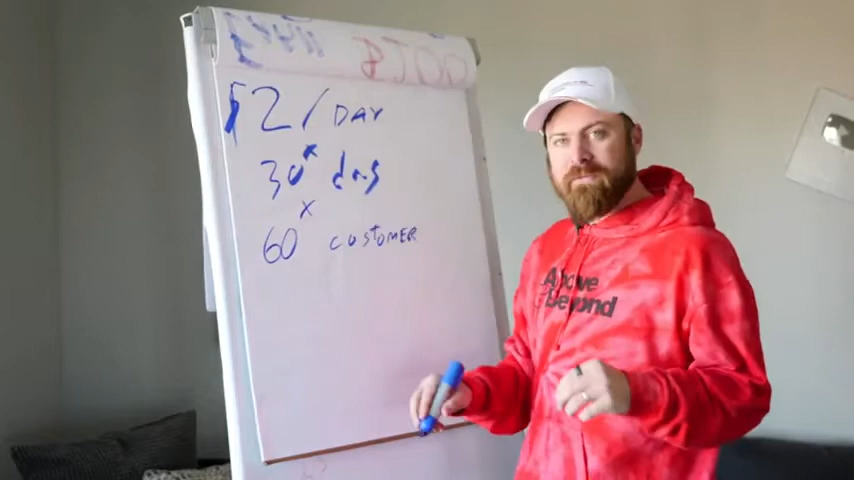 $2/DAY
x
30 days
x
60 CUSTOMER
Above
Beyond